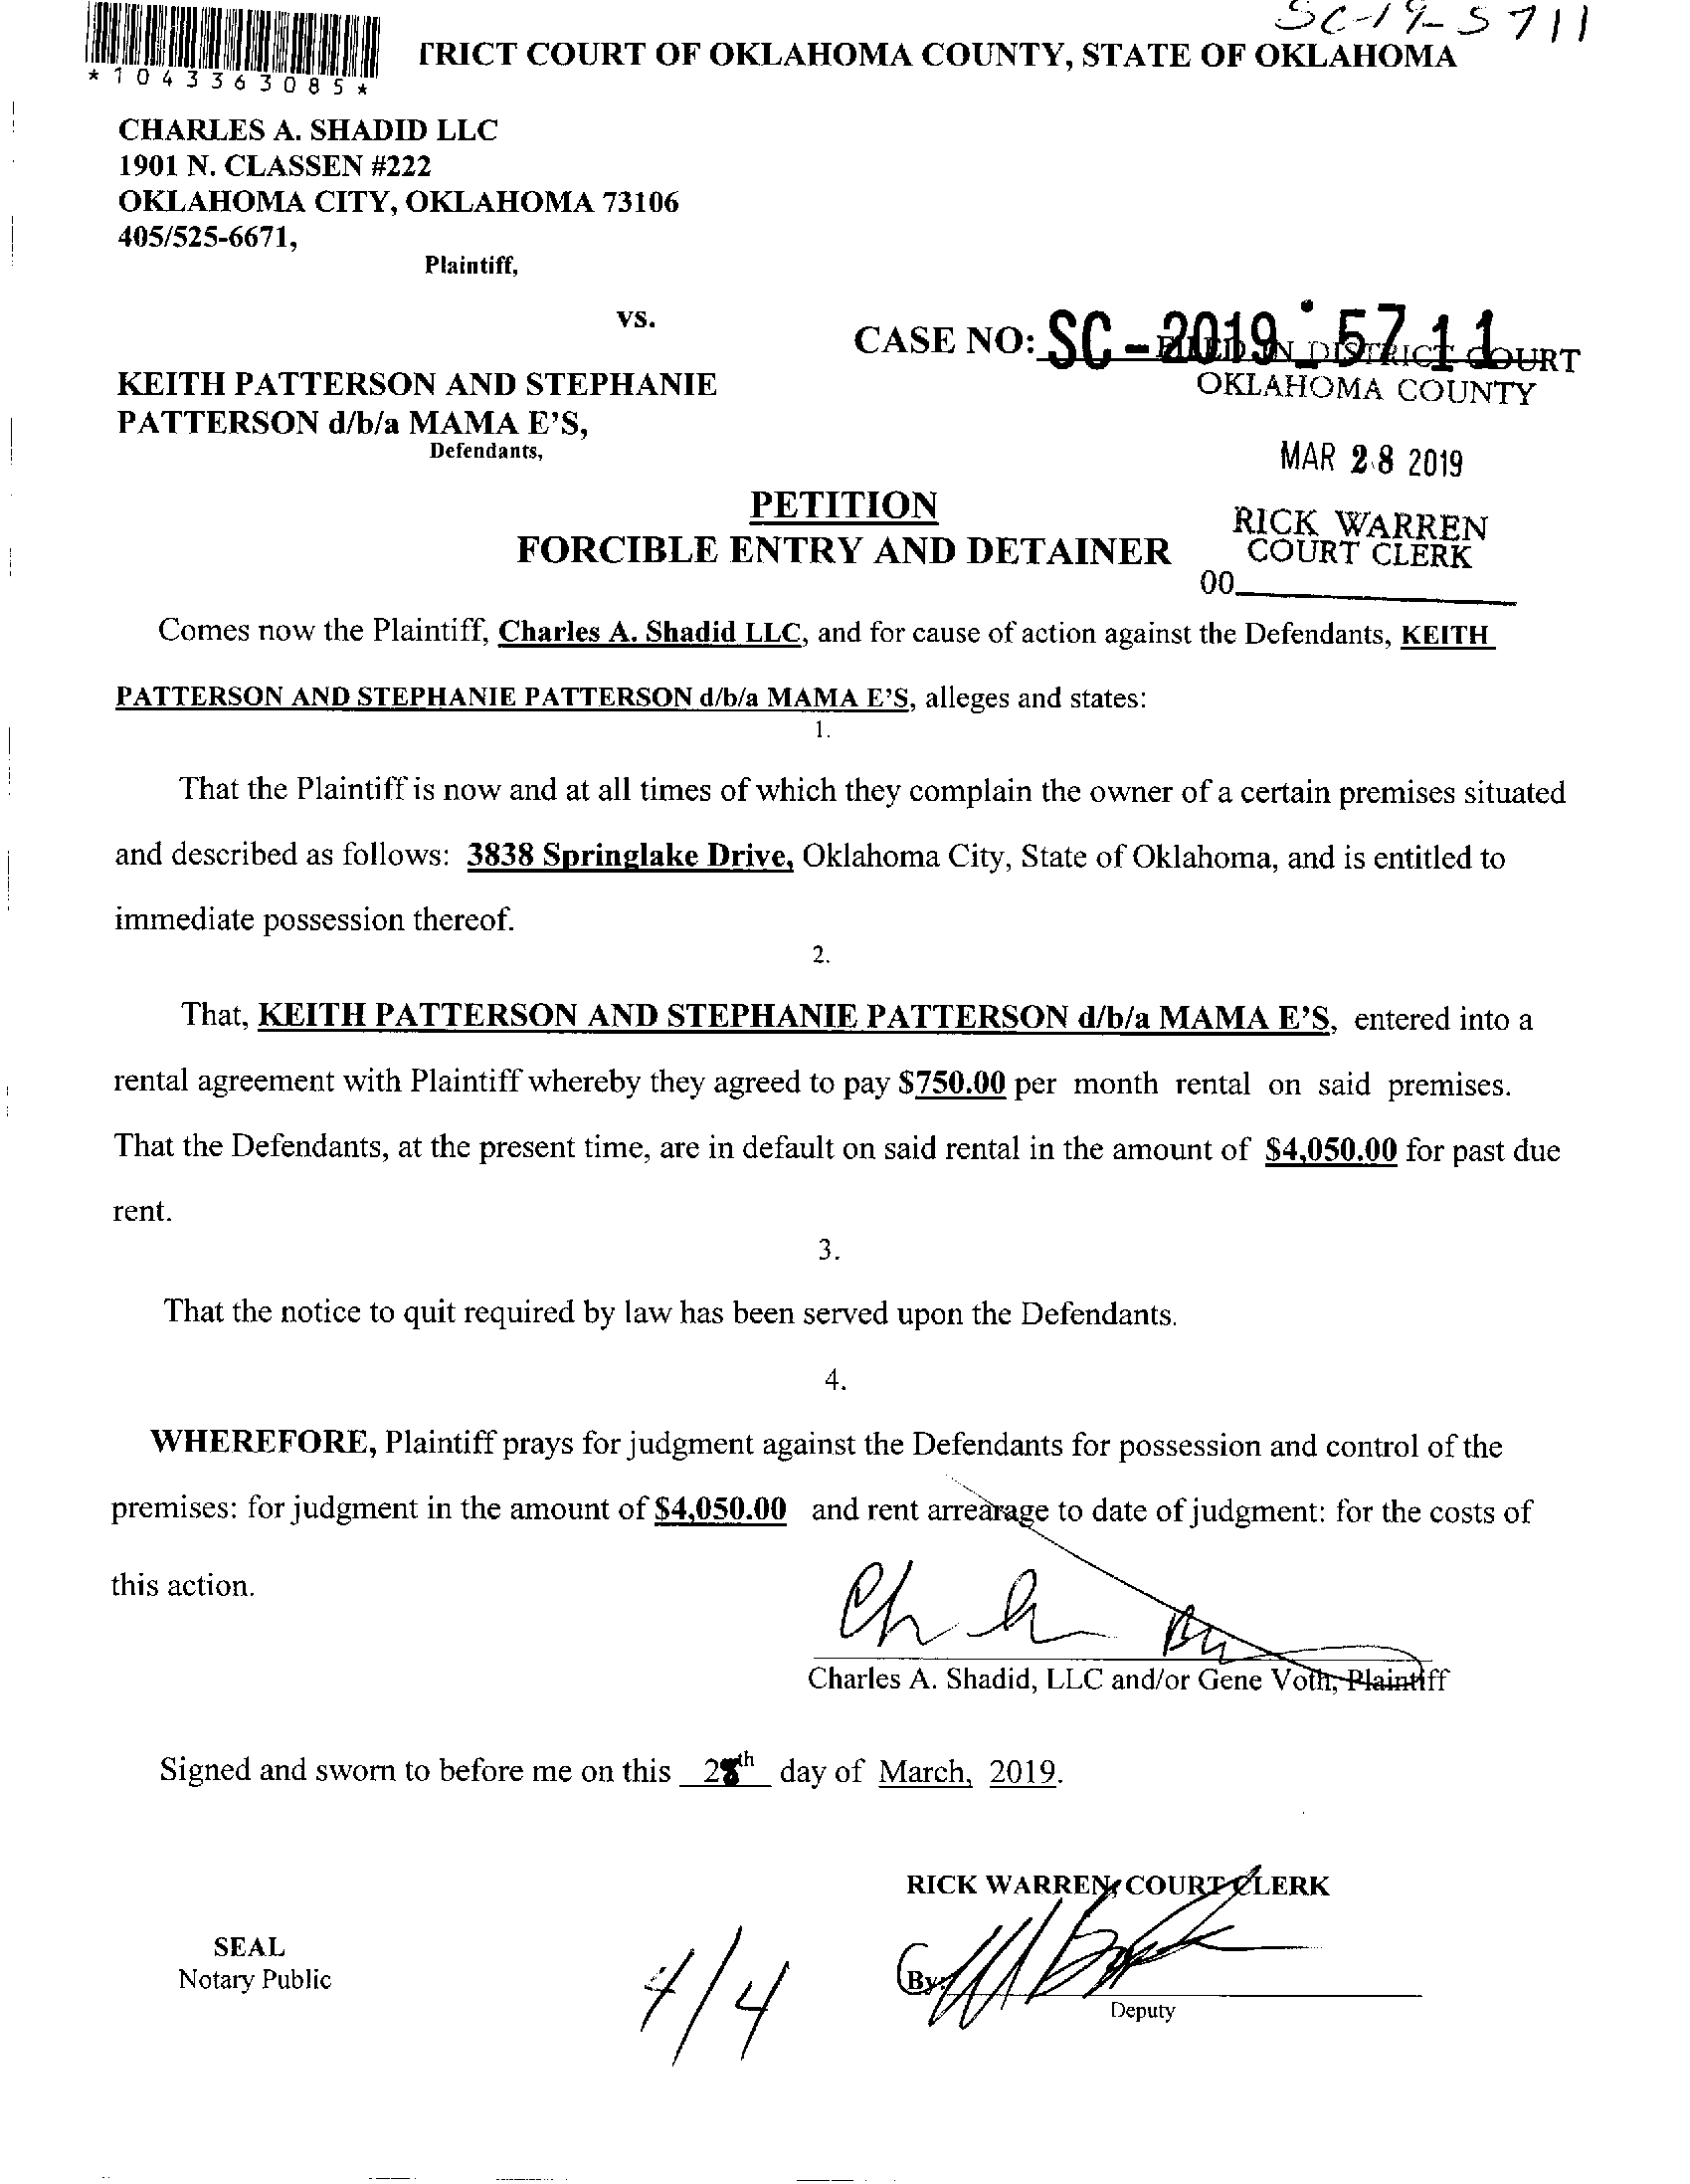 SC-19-5711
*1043363085*
TRICT COURT OF OKLAHOMA COUNTY, STATE OF OKLAHOMA
CHARLES A. SHADID LLC
1901 N. CLASSEN #222
OKLAHOMA CITY, OKLAHOMA 73106
405/525-6671,
Plaintiff,
vs.
CASE NO: SC-2019-5711
FILED IN DISTRICT COURT
OKLAHOMA COUNTY
KEITH PATTERSON AND STEPHANIE
PATTERSON d/b/a MAMA E'S,
Defendants,
MAR 28 2019
PETITION
RICK WARREN
FORCIBLE ENTRY AND DETAINER
COURT CLERK
00
Comes now the Plaintiff, Charles A. Shadid LLC, and for cause of action against the Defendants, KEITH
PATTERSON AND STEPHANIE PATTERSON d/b/a MAMA E'S, alleges and states:
1.
That the Plaintiff is now and at all times of which they complain the owner of a certain premises situated
and described as follows: 3838 Springlake Drive, Oklahoma City, State of Oklahoma, and is entitled to
immediate possession thereof.
2.
That, KEITH PATTERSON AND STEPHANIE PATTERSON d/b/a MAMA E'S, entered into a
rental agreement with Plaintiff whereby they agreed to pay $750.00 per month rental on said premises.
That the Defendants, at the present time, are in default on said rental in the amount of $4,050.00 for past due
rent.
3.
That the notice to quit required by law has been served upon the Defendants.
4.
WHEREFORE, Plaintiff prays for judgment against the Defendants for possession and control of the
premises: for judgment in the amount of $4,050.00 and rent arrearage to date of judgment: for the costs of
this action.
Charles A. Shadid, LLC and/or Gene Voth, Plaintiff
Signed and sworn to before me on this 28th day of March, 2019.
RICK WARREN, COURT CLERK
SEAL
Notary Public
4/4
By:
Deputy